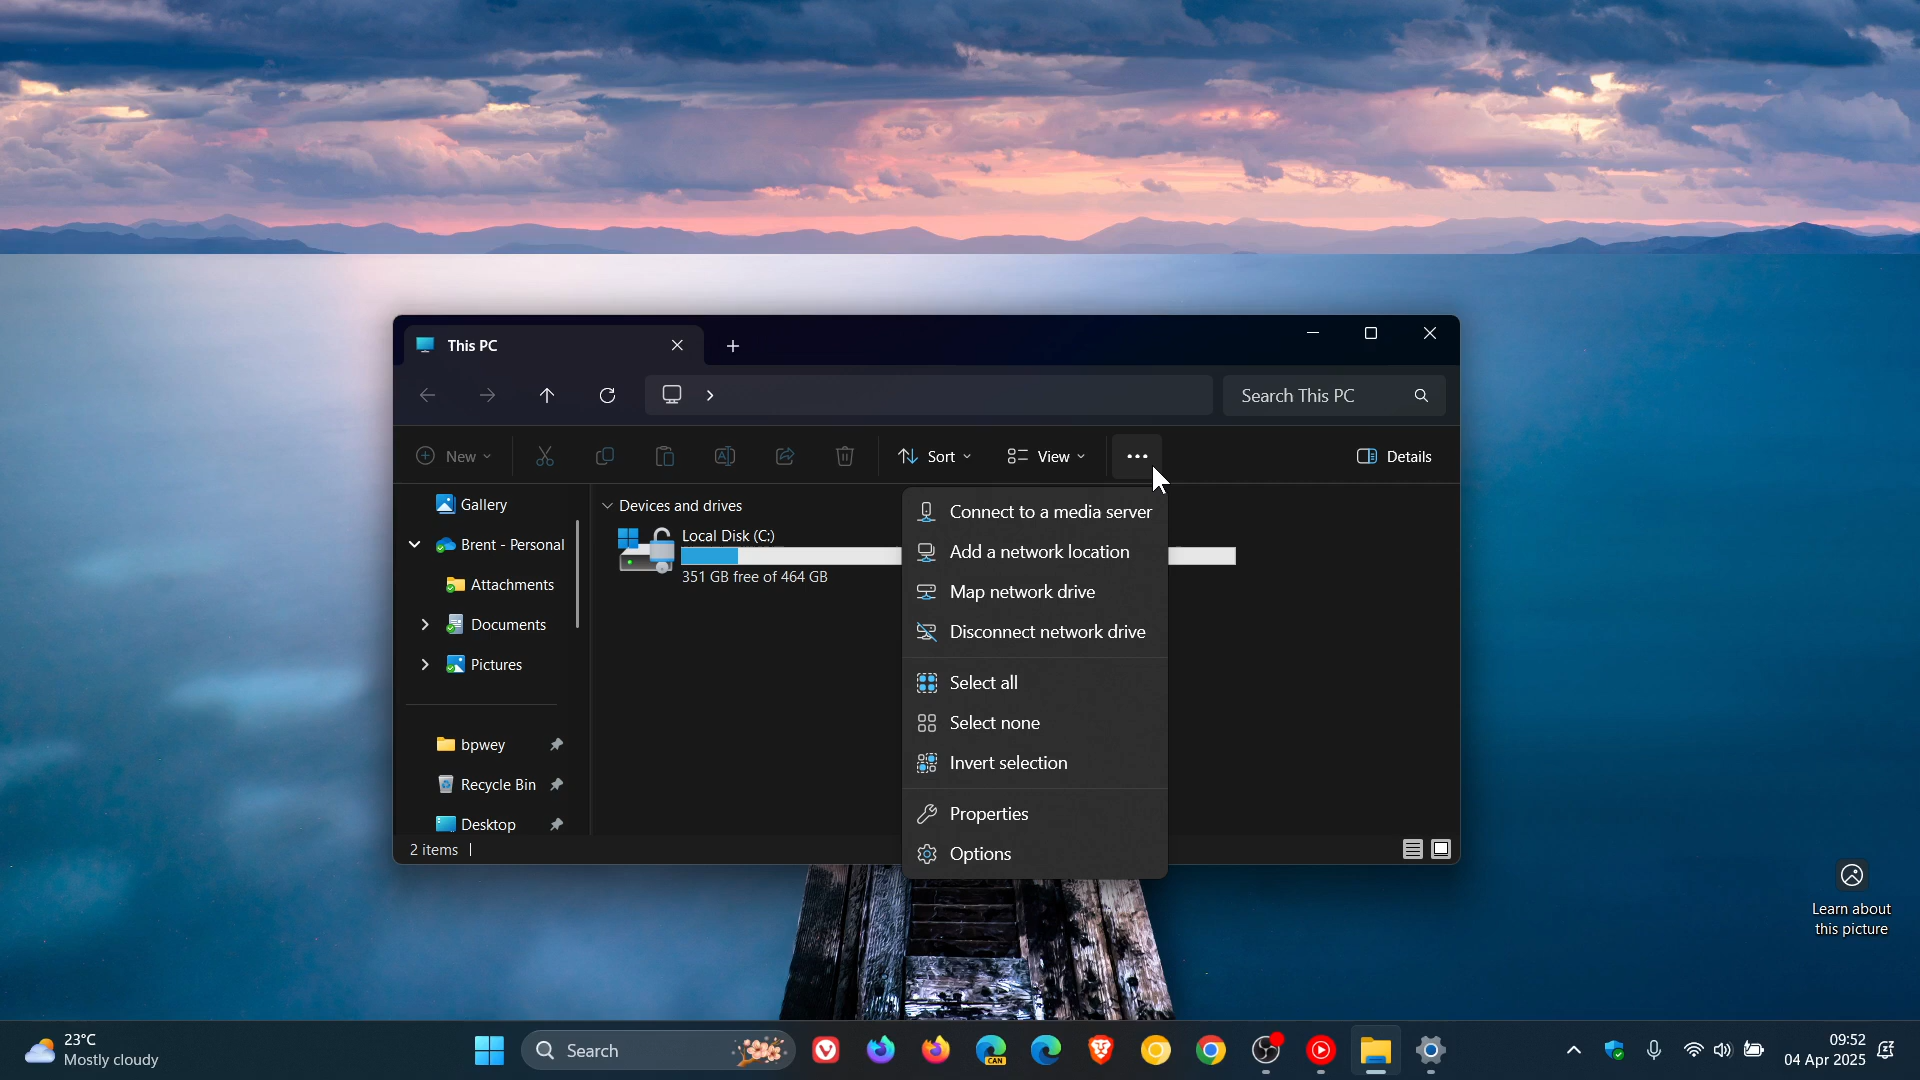 This PC
Search This PC
New
Sort
View
Details
Gallery
Brent - Personal
Attachments
Documents
Pictures
bpwey
Recycle Bin
Desktop
2 items
Devices and drives
Local Disk (C:)
351 GB free of 464 GB
Connect to a media server
Add a network location
Map network drive
Disconnect network drive
Select all
Select none
Invert selection
Properties
Options
Learn about
this picture
23°C
Mostly cloudy
Search
CAN
09:52
04 Apr 2025